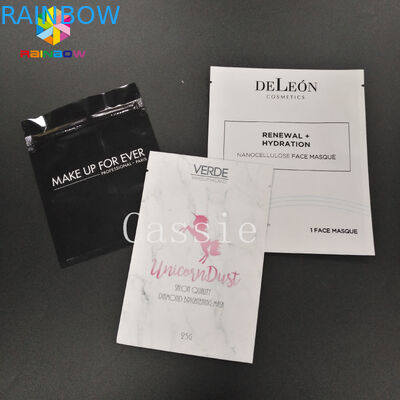 RAINBOW
RAINBOW
DELEÓN
COSMETICS
RENEWAL +
HYDRATION
NANOCELLULOSE FACE MASQUE
1 FACE MASQUE
MAKE UP FOR EVER
PROFESSIONAL - PARIS
VERDE
Cassie
UnicornDust
SALON QUALITY
DIAMOND BRIGHTENING MASK
25G